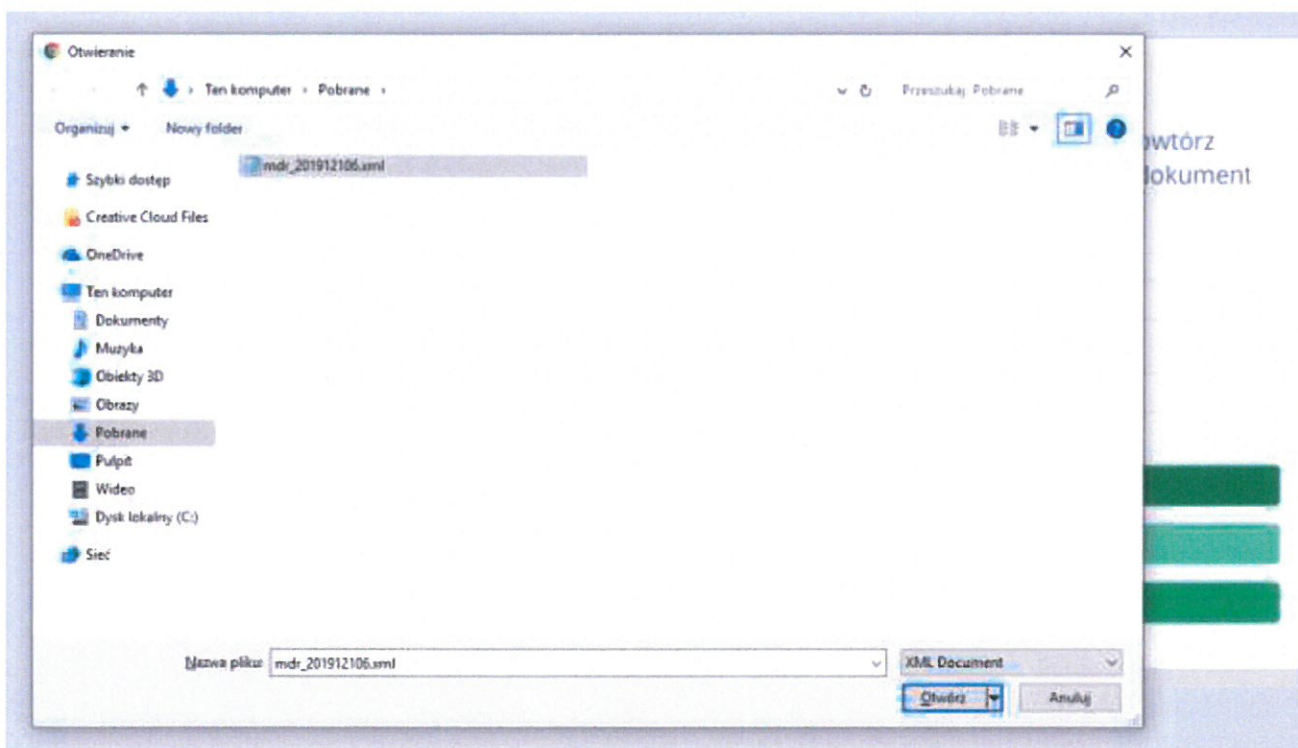 Otwieranie
Ten komputer › Pobrane ›
Przeszukaj: Pobrane
Organizuj
Nowy folder
owtórz
dokument
mdr_201912106.xml
Szybki dostęp
Creative Cloud Files
OneDrive
Ten komputer
Dokumenty
Muzyka
Obiekty 3D
Obrazy
Pobrane
Pulpit
Wideo
Dysk lokalny (C:)
Sieć
Nazwa pliku: mdr_201912106.xml
XML Document
Otwórz
Anuluj